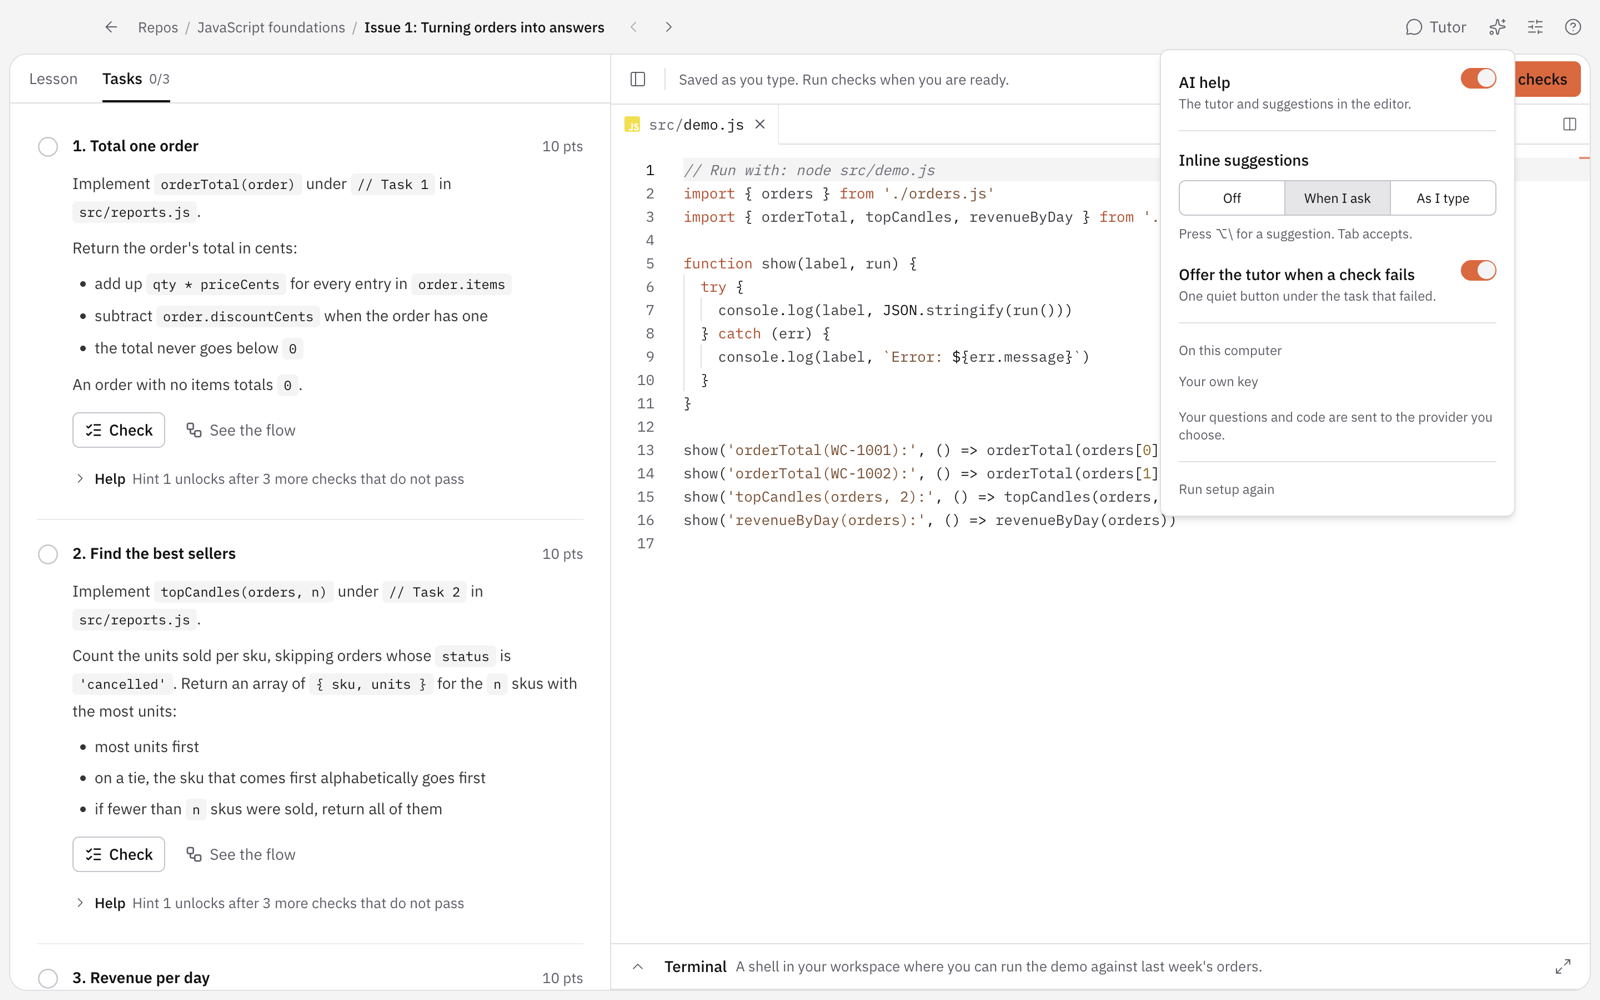 Repos / JavaScript foundations / Issue 1: Turning orders into answers
Tutor
Lesson
Tasks 0/3
1. Total one order
10 pts
Implement orderTotal(order) under // Task 1 in
src/reports.js .
Return the order's total in cents:
• add up qty * priceCents for every entry in order.items
• subtract order.discountCents when the order has one
• the total never goes below 0
An order with no items totals 0 .
Check
See the flow
Help Hint 1 unlocks after 3 more checks that do not pass
2. Find the best sellers
10 pts
Implement topCandles(orders, n) under // Task 2 in
src/reports.js .
Count the units sold per sku, skipping orders whose status is
'cancelled' . Return an array of { sku, units } for the n skus with
the most units:
• most units first
• on a tie, the sku that comes first alphabetically goes first
• if fewer than n skus were sold, return all of them
Check
See the flow
Help Hint 1 unlocks after 3 more checks that do not pass
3. Revenue per day
10 pts
Saved as you type. Run checks when you are ready.
checks
JS src/demo.js
1 // Run with: node src/demo.js
2 import { orders } from './orders.js'
3 import { orderTotal, topCandles, revenueByDay } from '.
4
5 function show(label, run) {
6 try {
7 console.log(label, JSON.stringify(run()))
8 } catch (err) {
9 console.log(label, `Error: ${err.message}`)
10 }
11 }
12
13 show('orderTotal(WC-1001):', () => orderTotal(orders[0]
14 show('orderTotal(WC-1002):', () => orderTotal(orders[1]
15 show('topCandles(orders, 2):', () => topCandles(orders,
16 show('revenueByDay(orders):', () => revenueByDay(orders))
17
AI help
The tutor and suggestions in the editor.
Inline suggestions
Off
When I ask
As I type
Press ⌥\ for a suggestion. Tab accepts.
Offer the tutor when a check fails
One quiet button under the task that failed.
On this computer
Your own key
Your questions and code are sent to the provider you
choose.
Run setup again
Terminal A shell in your workspace where you can run the demo against last week's orders.